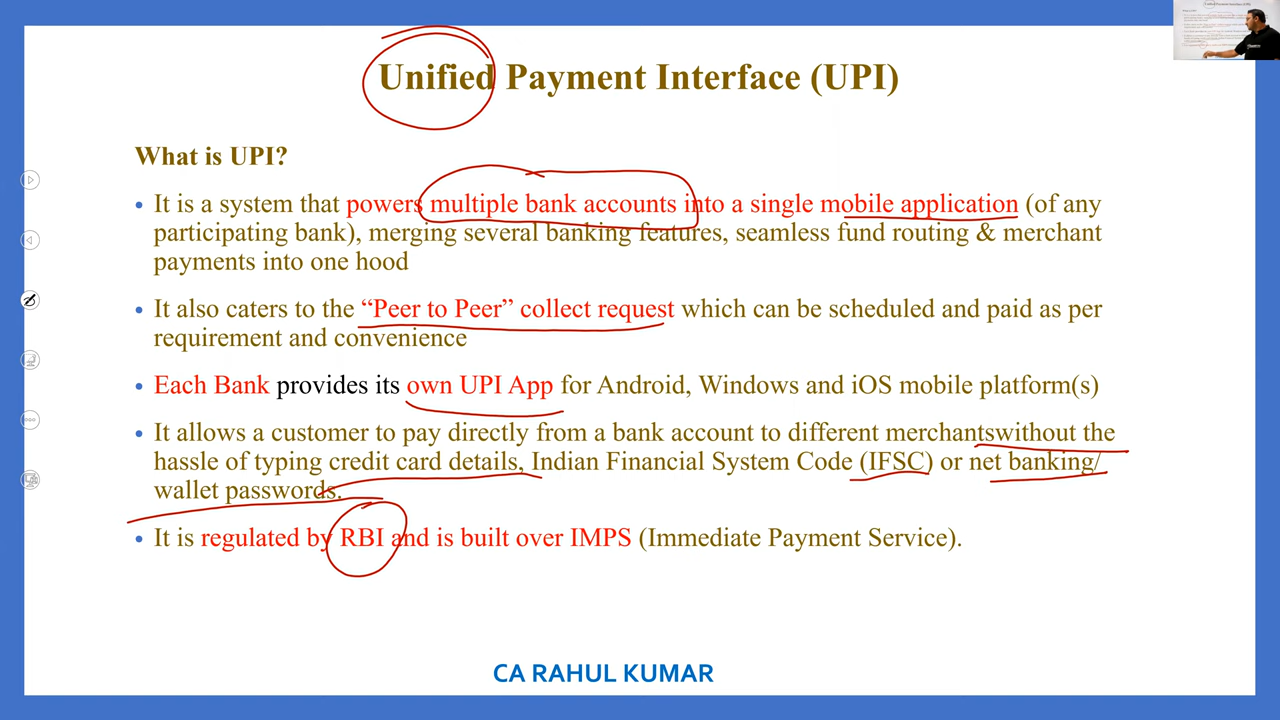 Unified Payment Interface (UPI)
What is UPI?
• It is a system that powers multiple bank accounts into a single mobile application (of any
participating bank), merging several banking features, seamless fund routing & merchant
payments into one hood
• It also caters to the “Peer to Peer” collect request which can be scheduled and paid as per
requirement and convenience
• Each Bank provides its own UPI App for Android, Windows and iOS mobile platform(s)
• It allows a customer to pay directly from a bank account to different merchantswithout the
hassle of typing credit card details, Indian Financial System Code (IFSC) or net banking/
wallet passwords.
• It is regulated by RBI and is built over IMPS (Immediate Payment Service).
CA RAHUL KUMAR